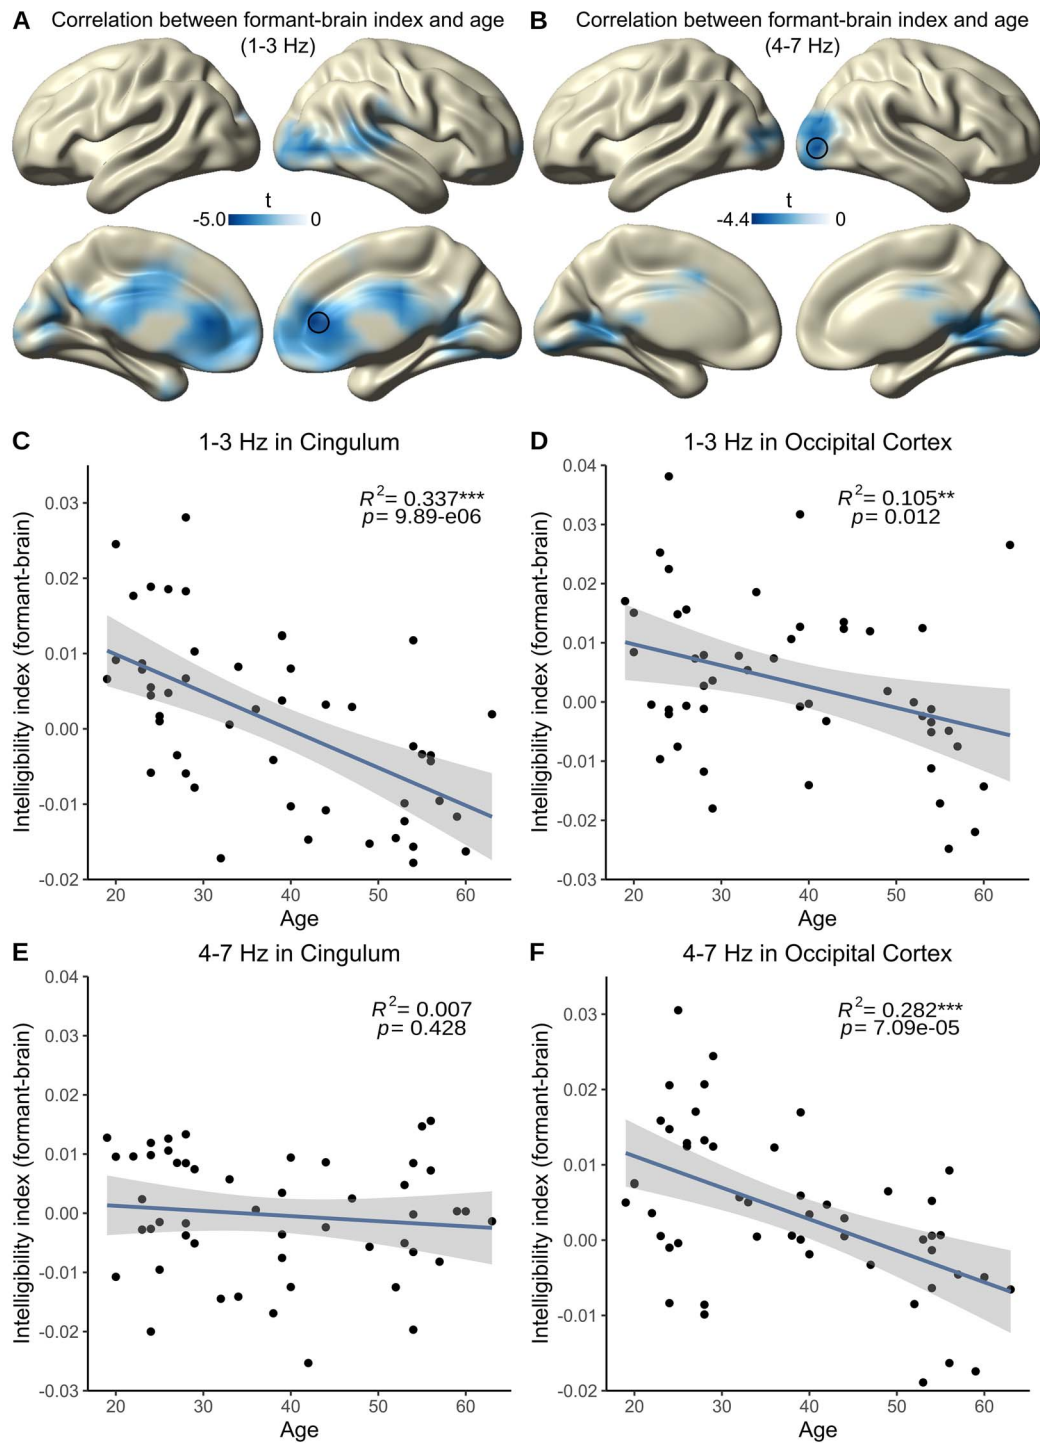 A Correlation between formant-brain index and age
(1-3 Hz)
B Correlation between formant-brain index and age
(4-7 Hz)
t
-5.0 0
t
-4.4 0
C 1-3 Hz in Cingulum
R2= 0.337***
p= 9.89-e06
Intelligibility index (formant-brain)
0.03
0.02
0.01
0.00
-0.01
-0.02
20 30 40 50 60
Age
D 1-3 Hz in Occipital Cortex
R2= 0.105**
p= 0.012
Intelligibility index (formant-brain)
0.04
0.03
0.02
0.01
0.00
-0.01
-0.02
-0.03
20 30 40 50 60
Age
E 4-7 Hz in Cingulum
R2= 0.007
p= 0.428
Intelligibility index (formant-brain)
0.04
0.03
0.02
0.01
0.00
-0.01
-0.02
-0.03
20 30 40 50 60
Age
F 4-7 Hz in Occipital Cortex
R2= 0.282***
p= 7.09e-05
Intelligibility index (formant-brain)
0.03
0.02
0.01
0.00
-0.01
-0.02
20 30 40 50 60
Age